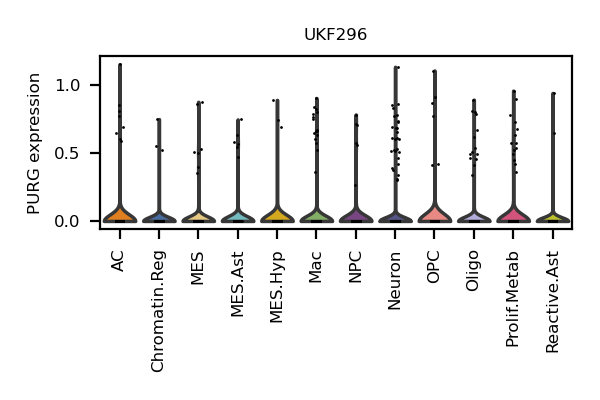 UKF296
PURG expression
1.0
0.5
0.0
AC
Chromatin.Reg
MES
MES.Ast
MES.Hyp
Mac
NPC
Neuron
OPC
Oligo
Prolif.Metab
Reactive.Ast